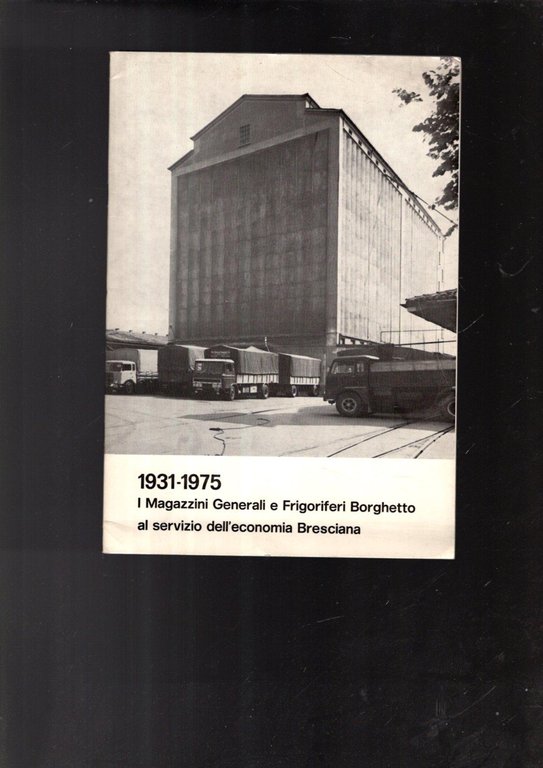 1931-1975
I Magazzini Generali e Frigoriferi Borghetto
al servizio dell'economia Bresciana